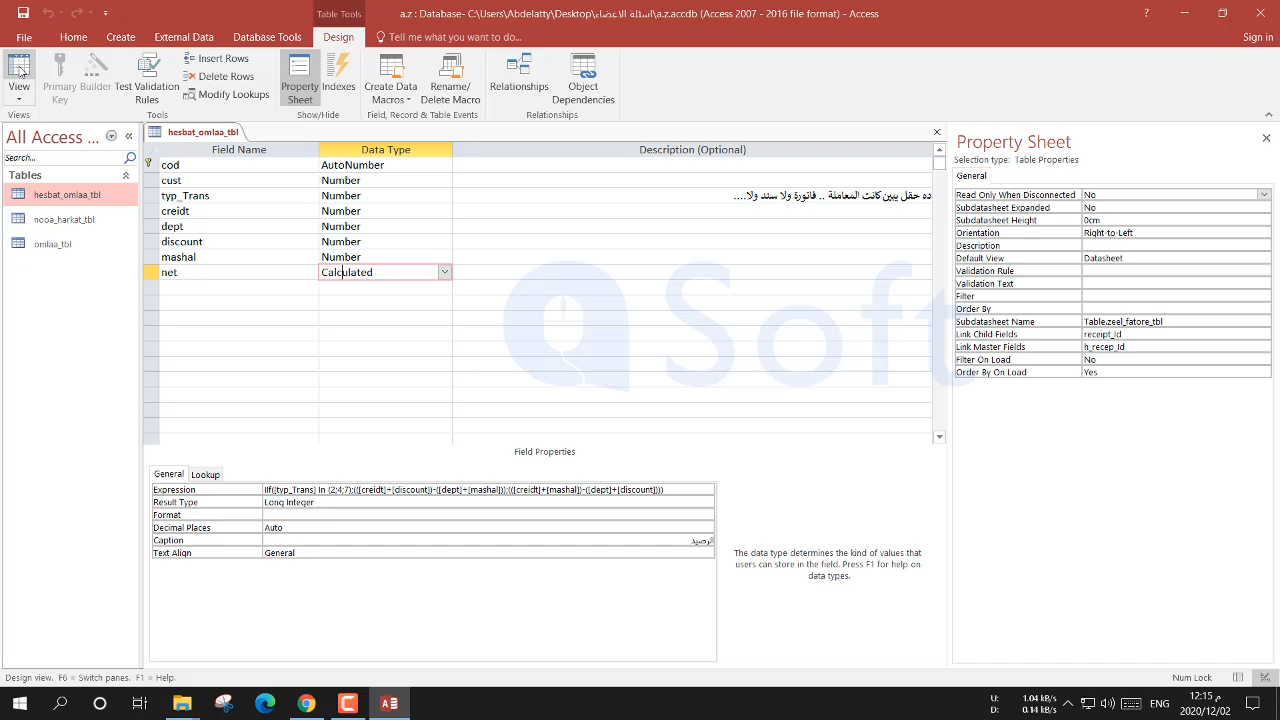 Table Tools
a.z : Database- C:\Users\Abdelatty\Desktop\اسئلة الاعضاء\a.z.accdb (Access 2007 - 2016 file format) - Access
File Home Create External Data Database Tools Design Tell me what you want to do... Sign in
View
Primary Key
Builder
Test Validation Rules
Insert Rows
Delete Rows
Modify Lookups
Property Sheet
Indexes
Create Data Macros
Rename/ Delete Macro
Relationships
Object Dependencies
Views Tools Show/Hide Field, Record & Table Events Relationships
All Access ...
Search...
Tables
hesbat_omlaa_tbl
nooa_harkat_tbl
omlaa_tbl
hesbat_omlaa_tbl
Field Name Data Type Description (Optional)
cod AutoNumber
cust Number
typ_Trans Number ده حقل يبين كانت المعاملة .. فاتورة ولا سند ولا....
creidt Number
dept Number
discount Number
mashal Number
net Calculated
Soft
Field Properties
General Lookup
Expression IIf([typ_Trans] In (2;4;7);(([creidt]+[discount])-([dept]+[mashal]));(([creidt]+[mashal])-([dept]+[discount])))
Result Type Long Integer
Format
Decimal Places Auto
Caption الرصيد
Text Align General
The data type determines the kind of values that
users can store in the field. Press F1 for help on
data types.
Property Sheet
Selection type: Table Properties
General
Read Only When Disconnected No
Subdatasheet Expanded No
Subdatasheet Height 0cm
Orientation Right-to-Left
Description
Default View Datasheet
Validation Rule
Validation Text
Filter
Order By
Subdatasheet Name Table.zeel_fatore_tbl
Link Child Fields receipt_Id
Link Master Fields h_recep_Id
Filter On Load No
Order By On Load Yes
Design view. F6 = Switch panes. F1 = Help. Num Lock
U: 1.04 kB/s
D: 0.14 kB/s
ENG
12:15 م
2020/12/02